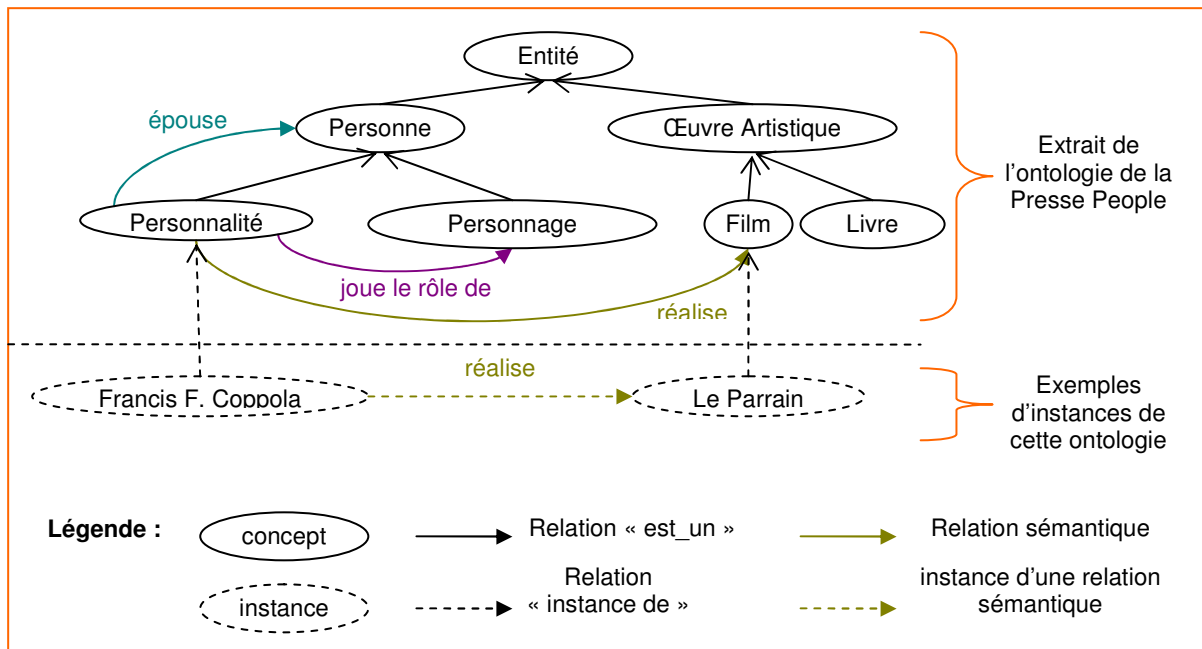 Entité
épouse
Personne
Œuvre Artistique
Extrait de
l’ontologie de la
Presse People
Personnalité
Personnage
Film
Livre
joue le rôle de
réalise
réalise
Francis F. Coppola
Le Parrain
Exemples
d’instances de
cette ontologie
Légende :
concept
Relation « est_un »
Relation sémantique
instance
Relation
« instance de »
instance d’une relation
sémantique